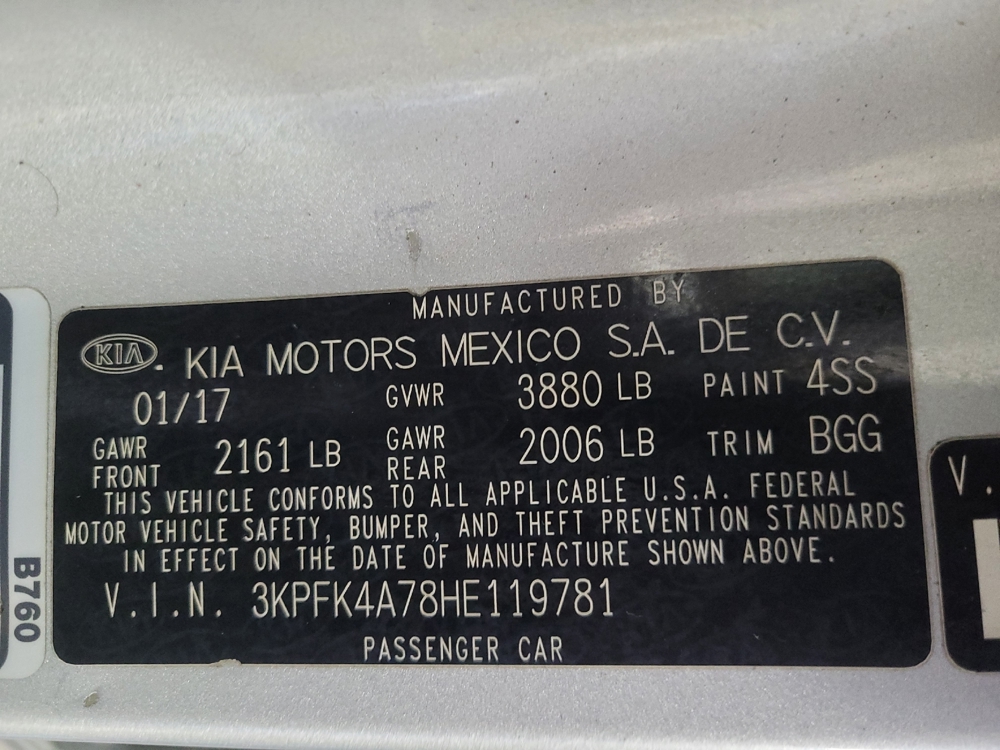 MANUFACTURED BY
KIA . KIA MOTORS MEXICO S.A. DE C.V.
01/17 GVWR 3880 LB PAINT 4SS
GAWR FRONT 2161 LB GAWR REAR 2006 LB TRIM BGG
THIS VEHICLE CONFORMS TO ALL APPLICABLE U.S.A. FEDERAL
MOTOR VEHICLE SAFETY, BUMPER, AND THEFT PREVENTION STANDARDS
IN EFFECT ON THE DATE OF MANUFACTURE SHOWN ABOVE.
V.I.N. 3KPFK4A78HE119781
PASSENGER CAR
B760
V.